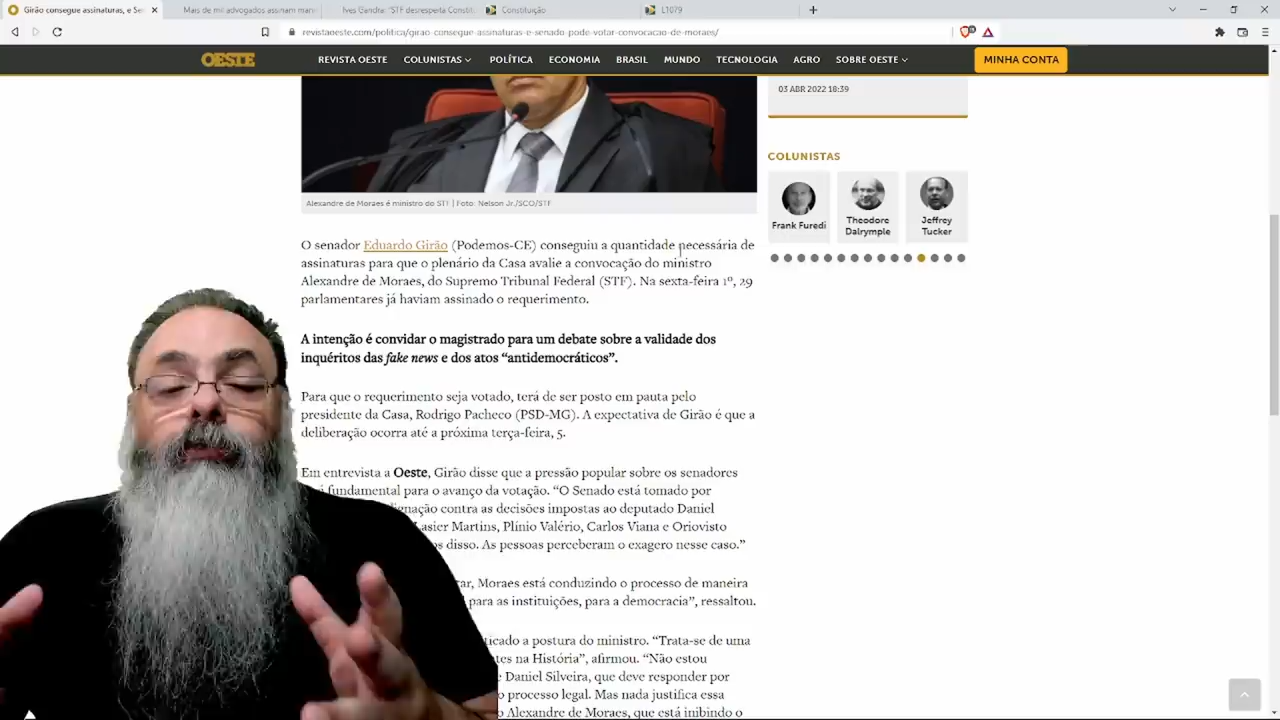 Girão consegue assinaturas, e Se
Mais de mil advogados assinam mani
Ives Gandra: "STF desrespeita Constit
Constituição
L1079
revistaoeste.com/politica/girao-consegue-assinaturas-e-senado-pode-votar-convocacao-de-moraes/
OESTE
REVISTA OESTE
COLUNISTAS
POLÍTICA
ECONOMIA
BRASIL
MUNDO
TECNOLOGIA
AGRO
SOBRE OESTE
MINHA CONTA
03 ABR 2022 18:39
COLUNISTAS
Frank Furedi
Theodore
Dalrymple
Jeffrey
Tucker
Alexandre de Moraes é ministro do STF | Foto: Nelson Jr./SCO/STF
O senador Eduardo Girão (Podemos-CE) conseguiu a quantidade necessária de
assinaturas para que o plenário da Casa avalie a convocação do ministro
Alexandre de Moraes, do Supremo Tribunal Federal (STF). Na sexta-feira 1º, 29
parlamentares já haviam assinado o requerimento.
A intenção é convidar o magistrado para um debate sobre a validade dos
inquéritos das fake news e dos atos “antidemocráticos”.
Para que o requerimento seja votado, terá de ser posto em pauta pelo
presidente da Casa, Rodrigo Pacheco (PSD-MG). A expectativa de Girão é que a
deliberação ocorra até a próxima terça-feira, 5.
Em entrevista a Oeste, Girão disse que a pressão popular sobre os senadores
fundamental para o avanço da votação. “O Senado está tomado por
dignação contra as decisões impostas ao deputado Daniel
Lasier Martins, Plínio Valério, Carlos Viana e Oriovisto
os disso. As pessoas perceberam o exagero nesse caso.”
ar, Moraes está conduzindo o processo de maneira
para as instituições, para a democracia”, ressaltou.
ticado a postura do ministro. “Trata-se de uma
ntes na História”, afirmou. “Não estou
e Daniel Silveira, que deve responder por
o processo legal. Mas nada justifica essa
o Alexandre de Moraes, que está inibindo o